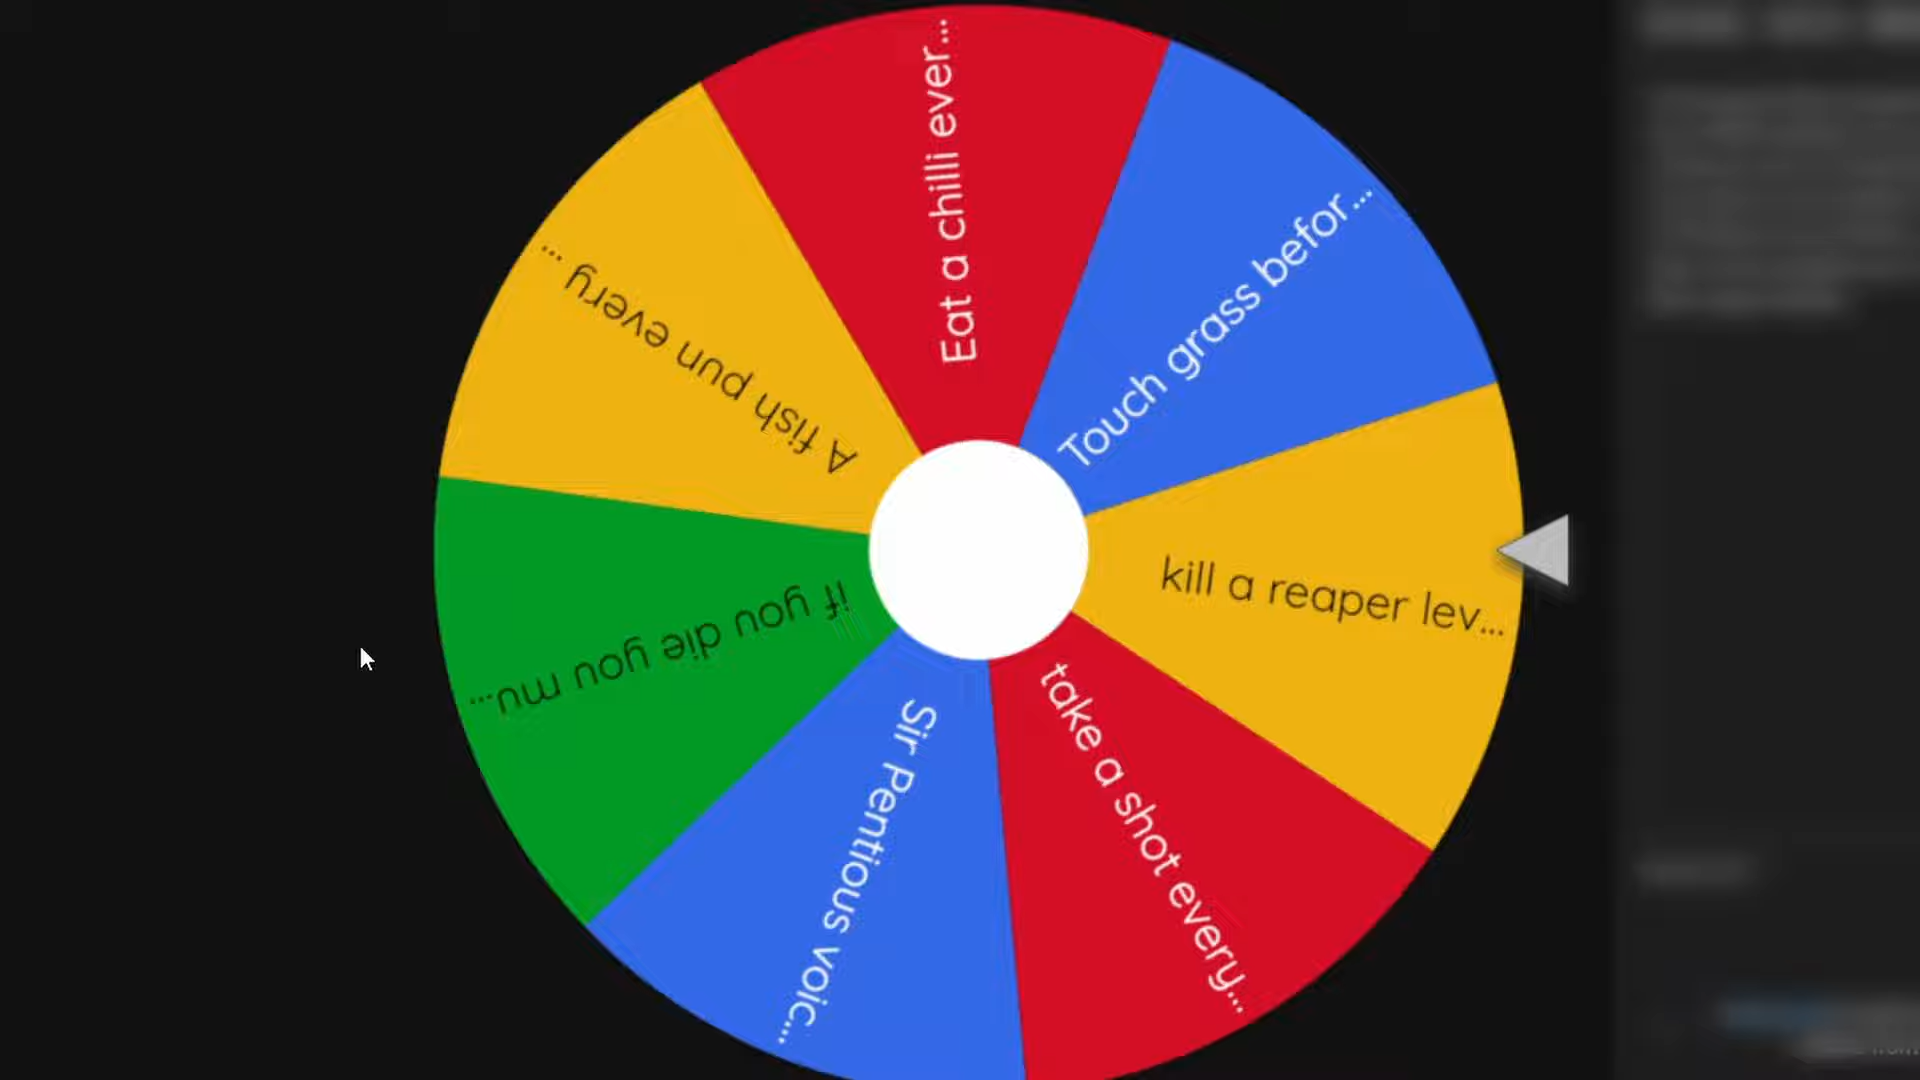 Eat a chilli ever...
Touch grass befor...
kill a reaper lev...
take a shot every...
Sir Pentious voic...
if you die you mu...
A fish pun every ...